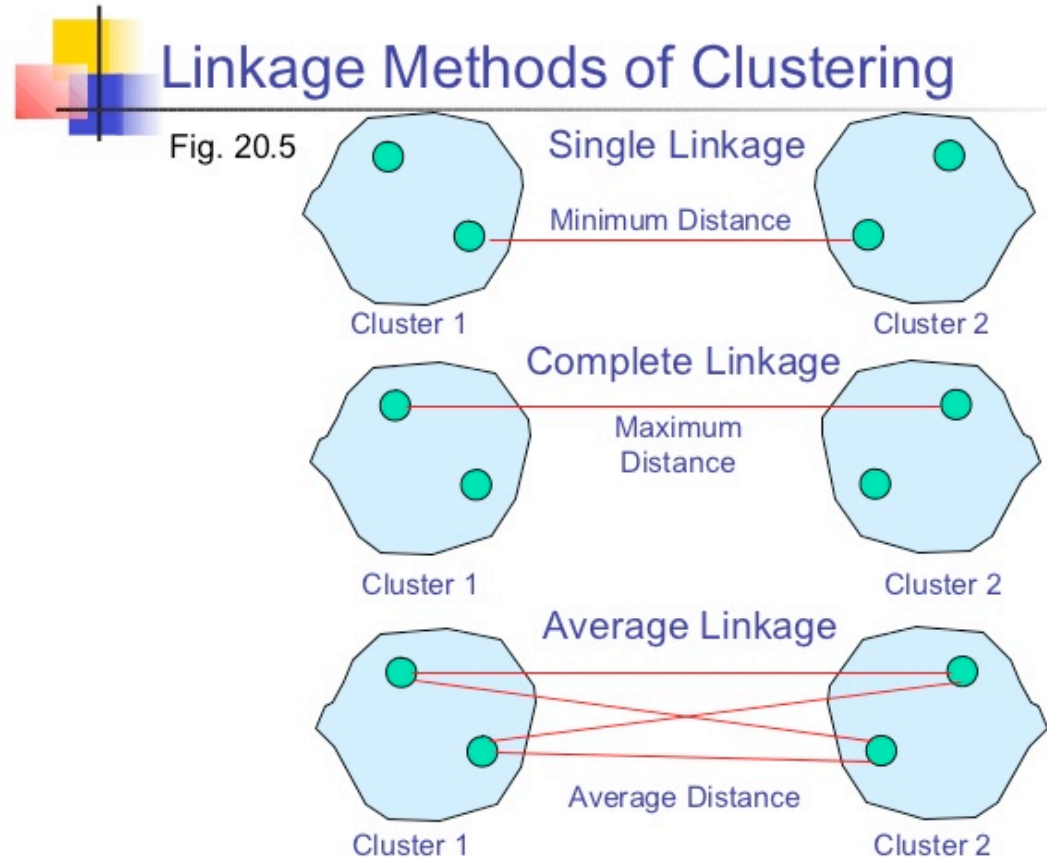 Linkage Methods of Clustering
Fig. 20.5
Single Linkage
Minimum Distance
Cluster 1
Cluster 2
Complete Linkage
Maximum
Distance
Cluster 1
Cluster 2
Average Linkage
Average Distance
Cluster 1
Cluster 2